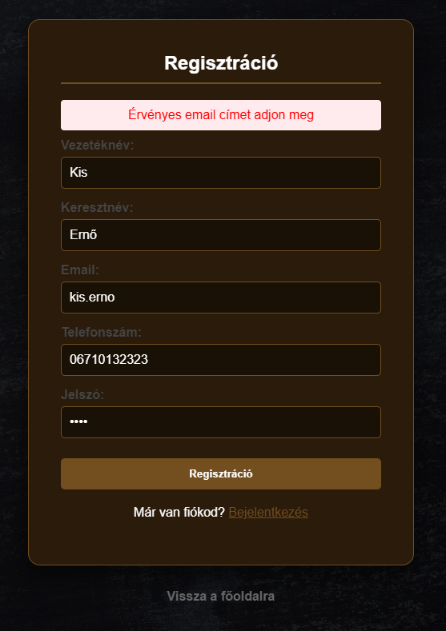 Regisztráció
Érvényes email címet adjon meg
Vezetéknév:
Kis
Keresztnév:
Ernő
Email:
kis.erno
Telefonszám:
06710132323
Jelszó:
••••
Regisztráció
Már van fiókod? Bejelentkezés
Vissza a főoldalra